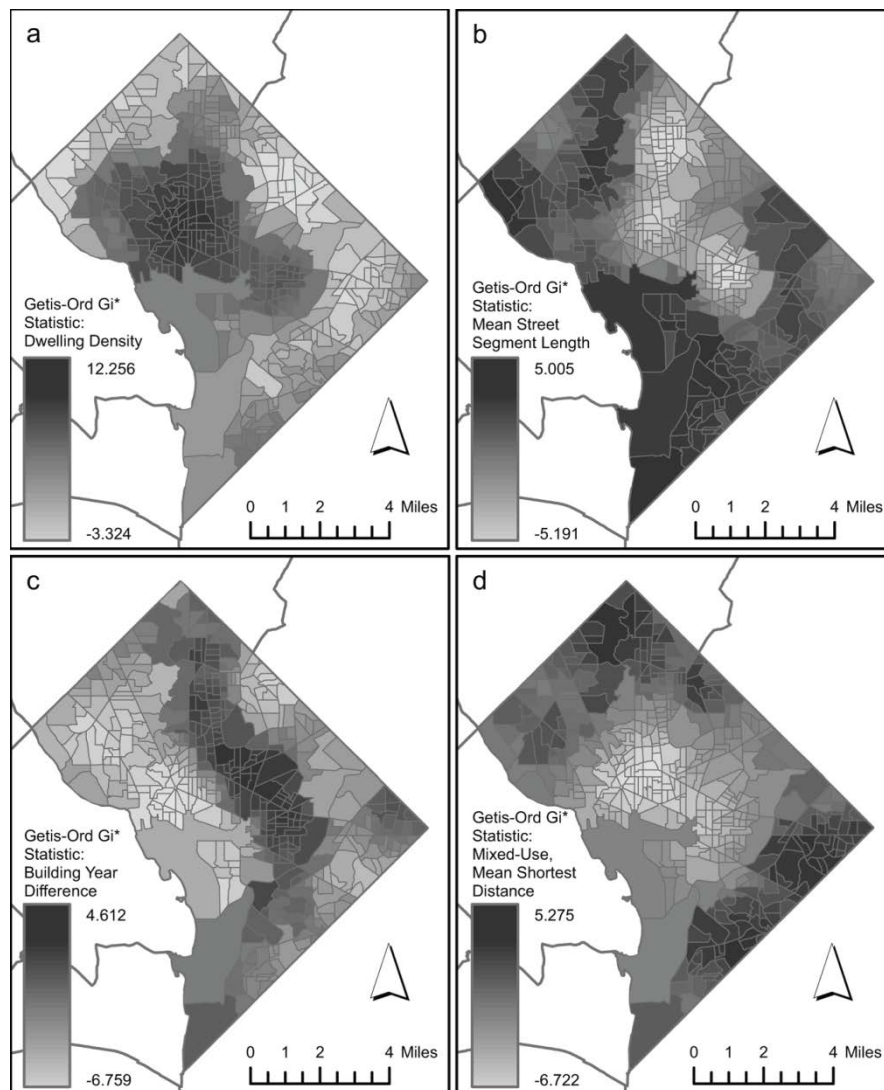 a
Getis-Ord Gi*
Statistic:
Dwelling Density
12.256
-3.324
0 1 2 4 Miles
b
Getis-Ord Gi*
Statistic:
Mean Street
Segment Length
5.005
-5.191
0 1 2 4 Miles
c
Getis-Ord Gi*
Statistic:
Building Year
Difference
4.612
-6.759
0 1 2 4 Miles
d
Getis-Ord Gi*
Statistic:
Mixed-Use,
Mean Shortest
Distance
5.275
-6.722
0 1 2 4 Miles